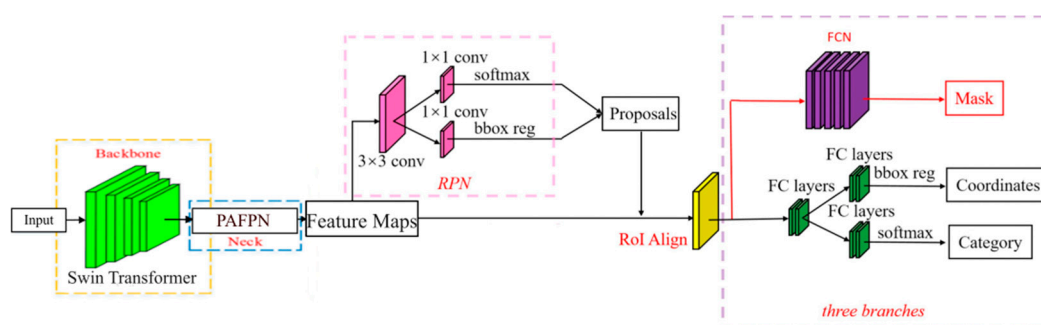 Input
Backbone
Swin Transformer
PAFPN
Neck
Feature Maps
3×3 conv
1×1 conv
softmax
1×1 conv
bbox reg
RPN
Proposals
RoI Align
FCN
Mask
FC layers
FC layers
bbox reg
Coordinates
FC layers
softmax
Category
three branches